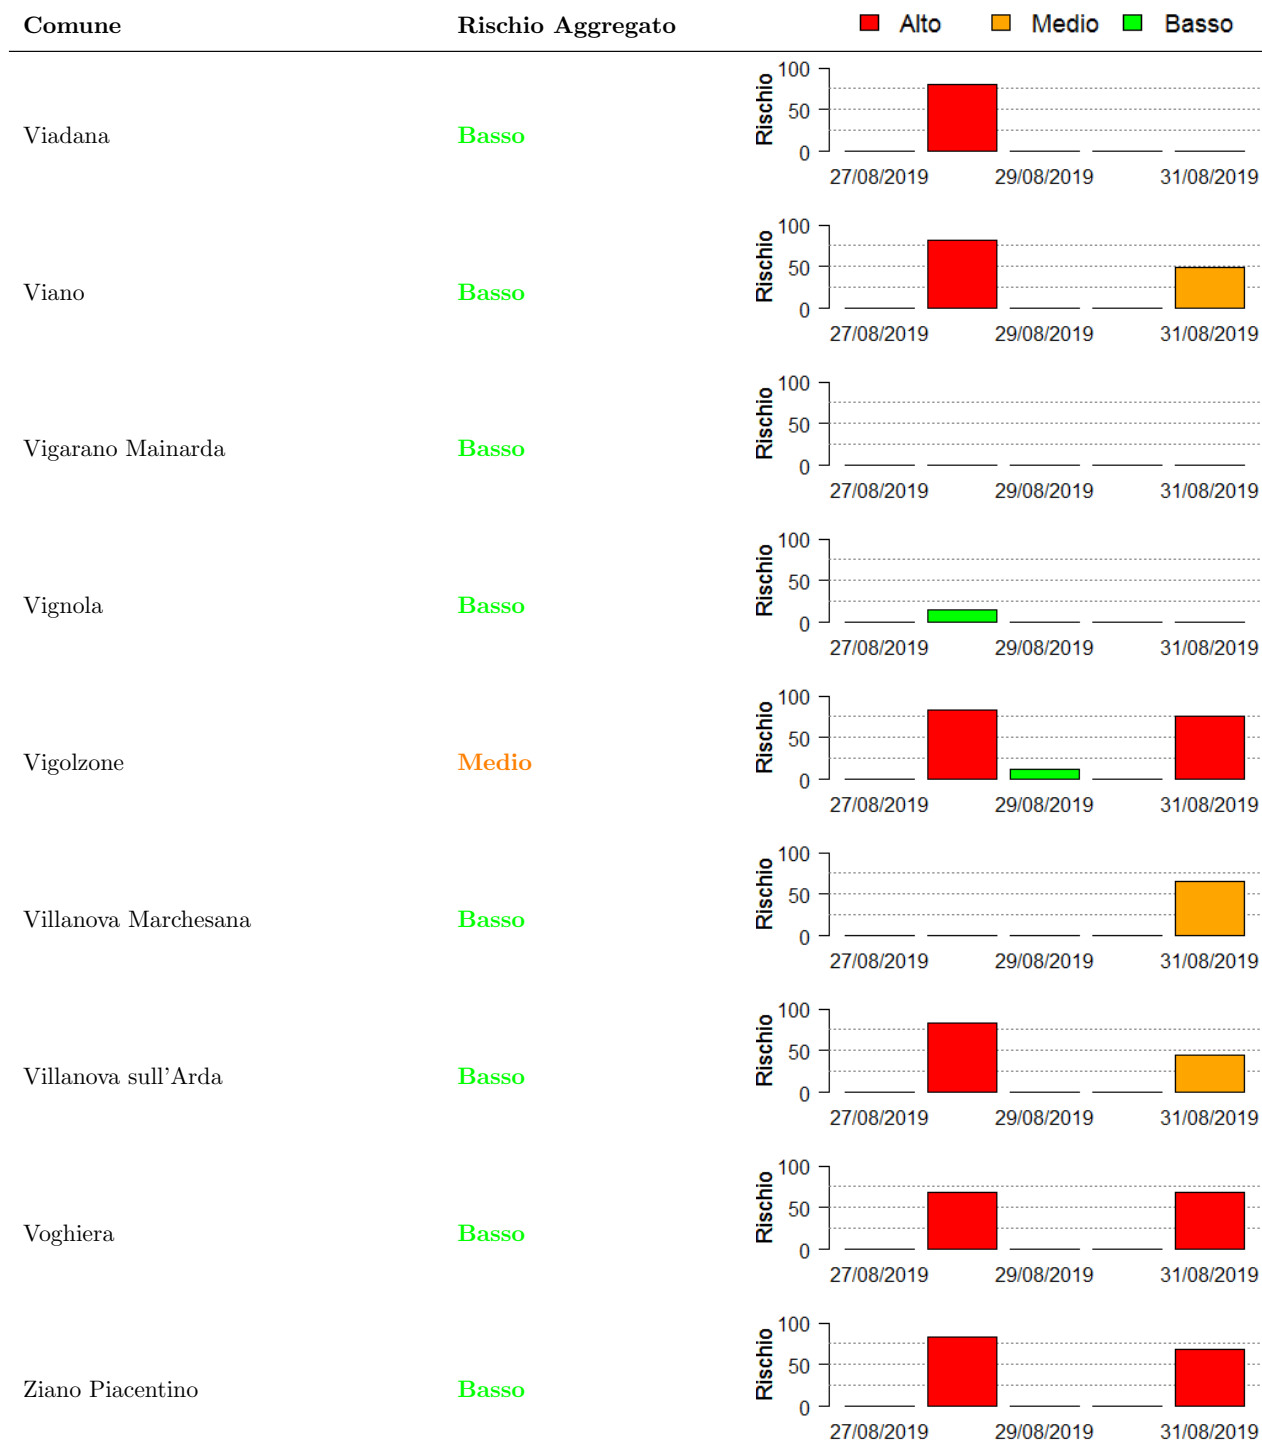 Comune Rischio Aggregato Alto Medio Basso
100
50
0
Rischio
Viadana Basso
27/08/2019 29/08/2019 31/08/2019
100
50
0
Rischio
Viano Basso
27/08/2019 29/08/2019 31/08/2019
100
50
0
Rischio
Vigarano Mainarda Basso
27/08/2019 29/08/2019 31/08/2019
100
50
0
Rischio
Vignola Basso
27/08/2019 29/08/2019 31/08/2019
100
50
0
Rischio
Vigolzone Medio
27/08/2019 29/08/2019 31/08/2019
100
50
0
Rischio
Villanova Marchesana Basso
27/08/2019 29/08/2019 31/08/2019
100
50
0
Rischio
Villanova sull'Arda Basso
27/08/2019 29/08/2019 31/08/2019
100
50
0
Rischio
Voghiera Basso
27/08/2019 29/08/2019 31/08/2019
100
50
0
Rischio
Ziano Piacentino Basso
27/08/2019 29/08/2019 31/08/2019